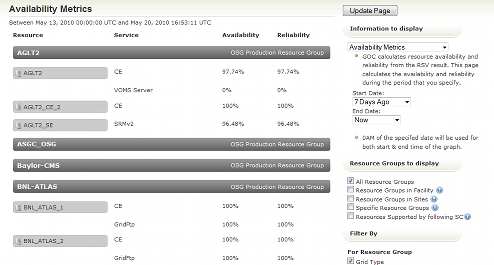 Availability Metrics
Between May 13, 2010 00:00:00 UTC and May 20, 2010 16:53:11 UTC
Resource Service Availability Reliability
AGLT2 OSG Production Resource Group
AGLT2 CE 97.74% 97.74%
VOMS Server 0% 0%
AGLT2_CE_2 CE 100% 100%
AGLT2_SE SRMv2 96.48% 96.48%
ASGC_OSG OSG Production Resource Group
Baylor-CMS OSG Production Resource Group
BNL-ATLAS OSG Production Resource Group
BNL_ATLAS_1 CE 100% 100%
GridFtp 100% 100%
BNL_ATLAS_2 CE 100% 100%
GridFtp 100% 100%
Update Page
Information to display
Availability Metrics
GOC calculates resource availability and
reliability from the RSV result. This page
calculates the availability and reliability
during the period that you specify.
Start Date:
7 Days Ago
End Date:
Now
0AM of the specifed date will be used for
both start & end time of the graph.
Resource Groups to display
All Resource Groups
Resource Groups in Facility
Resource Groups in Sites
Specific Resource Groups
Resources Supported by following SC
Filter By
For Resource Group
Grid Type